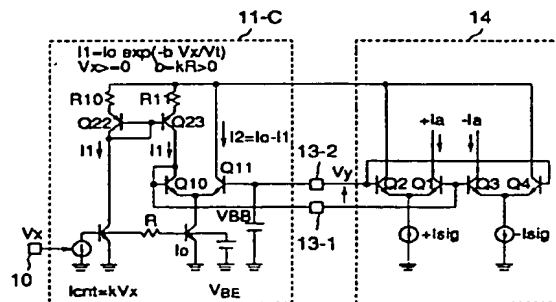 11-C
14
I1=Io exp(-b Vx/Vt)
Vx>=0 b=kR>0
R10
R11
Q22
Q23
I1
I1
I2=Io-I1
Q10
Q11
13-2
Vy
13-1
+Ia
-Ia
Q2
Q1
Q3
Q4
VBB
Vx
10
R
Io
VBE
Icnt=kVx
+Isig
-Isig